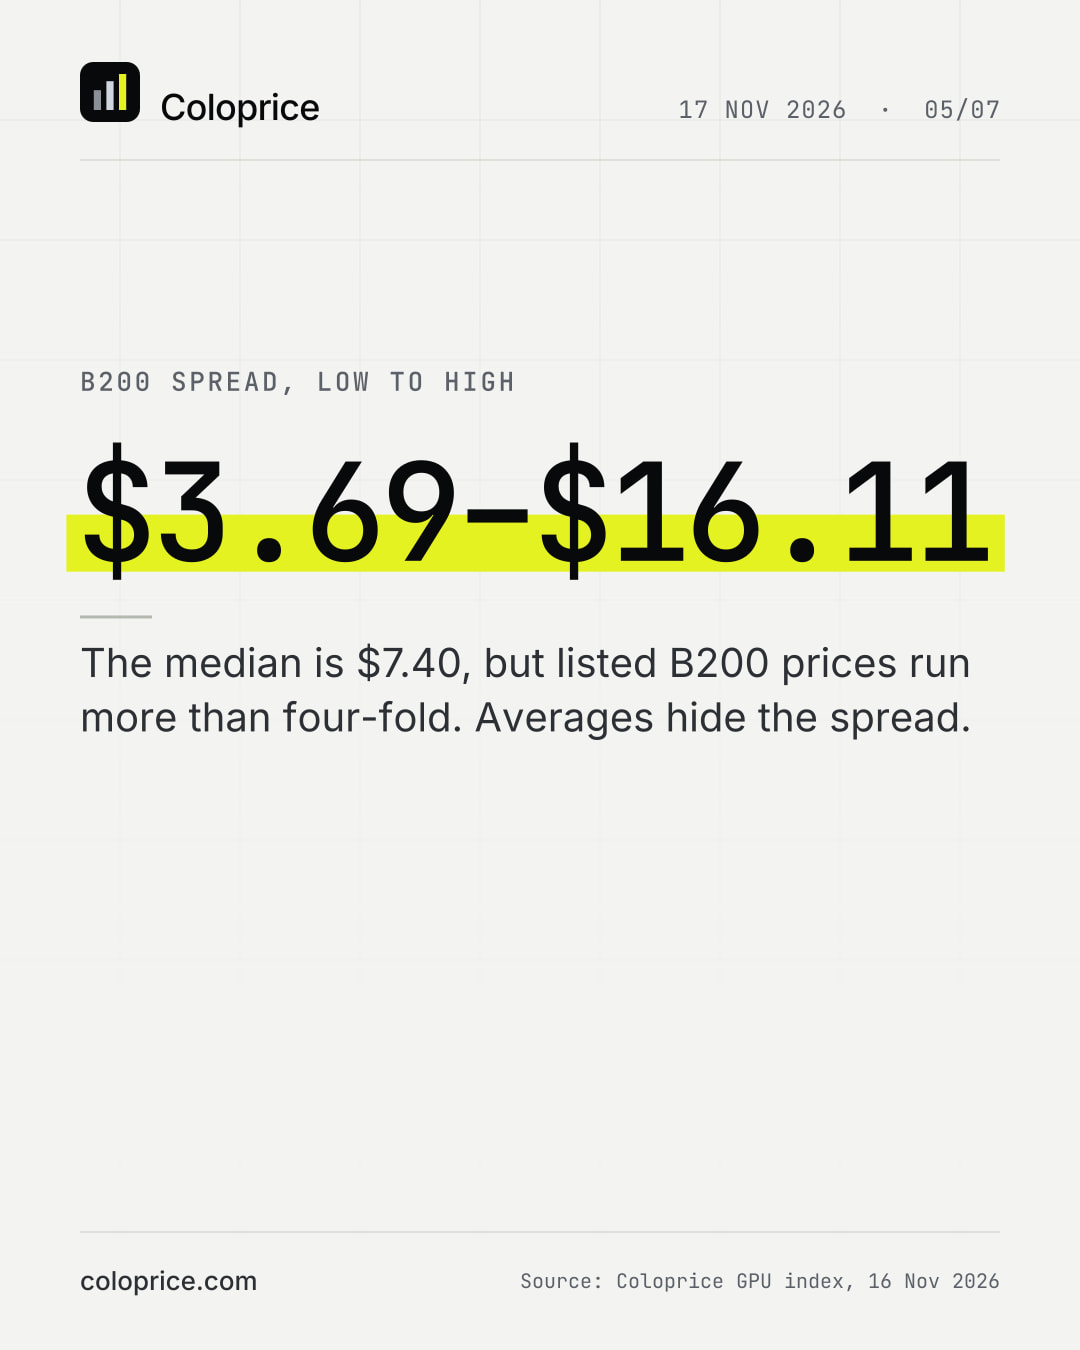 Coloprice
17 NOV 2026 · 05/07
B200 SPREAD, LOW TO HIGH
$3.69–$16.11
The median is $7.40, but listed B200 prices run
more than four-fold. Averages hide the spread.
coloprice.com
Source: Coloprice GPU index, 16 Nov 2026